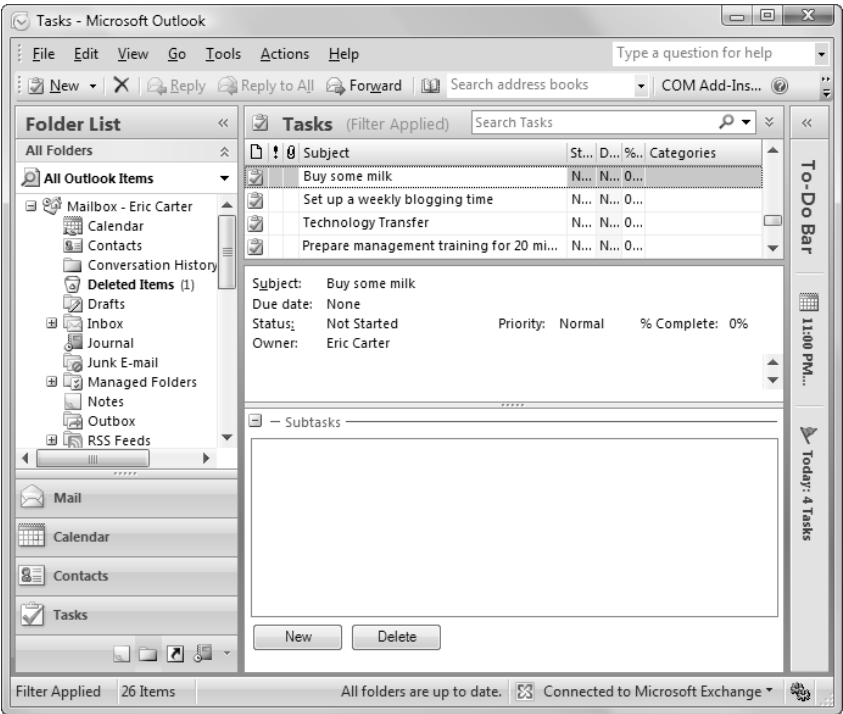 Tasks - Microsoft Outlook
File Edit View Go Tools Actions Help Type a question for help
New Reply Reply to All Forward Search address books COM Add-Ins...
Folder List
All Folders
All Outlook Items
Mailbox - Eric Carter
Calendar
Contacts
Conversation History
Deleted Items (1)
Drafts
Inbox
Journal
Junk E-mail
Managed Folders
Notes
Outbox
RSS Feeds
Mail
Calendar
Contacts
Tasks
Tasks (Filter Applied) Search Tasks
Subject St... D... %.. Categories
Buy some milk N... N... 0...
Set up a weekly blogging time N... N... 0...
Technology Transfer N... N... 0...
Prepare management training for 20 mi... N... N... 0...
Subject: Buy some milk
Due date: None
Status: Not Started Priority: Normal % Complete: 0%
Owner: Eric Carter
Subtasks
New Delete
To-Do Bar
11:00 PM...
Today: 4 Tasks
Filter Applied 26 Items All folders are up to date. Connected to Microsoft Exchange